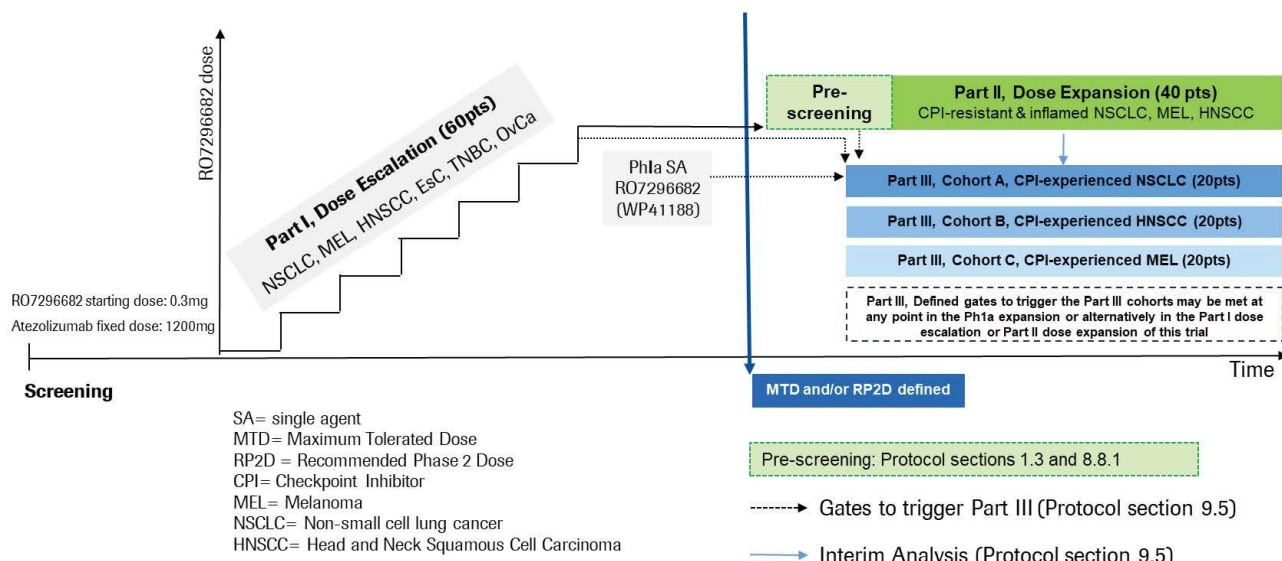 RO7296682 dose
Part I, Dose Escalation (60pts)
NSCLC, MEL, HNSCC, EsC, TNBC, OvCa
Pre-
screening
Part II, Dose Expansion (40 pts)
CPI-resistant & inflamed NSCLC, MEL, HNSCC
PhIa SA
RO7296682
(WP41188)
Part III, Cohort A, CPI-experienced NSCLC (20pts)
Part III, Cohort B, CPI-experienced HNSCC (20pts)
Part III, Cohort C, CPI-experienced MEL (20pts)
Part III, Defined gates to trigger the Part III cohorts may be met at
any point in the Ph1a expansion or alternatively in the Part I dose
escalation or Part II dose expansion of this trial
RO7296682 starting dose: 0.3mg
Atezolizumab fixed dose: 1200mg
Time
Screening
MTD and/or RP2D defined
SA= single agent
MTD= Maximum Tolerated Dose
RP2D = Recommended Phase 2 Dose
CPI= Checkpoint Inhibitor
MEL= Melanoma
NSCLC= Non-small cell lung cancer
HNSCC= Head and Neck Squamous Cell Carcinoma
Pre-screening: Protocol sections 1.3 and 8.8.1
Gates to trigger Part III (Protocol section 9.5)
Interim Analysis (Protocol section 9.5)